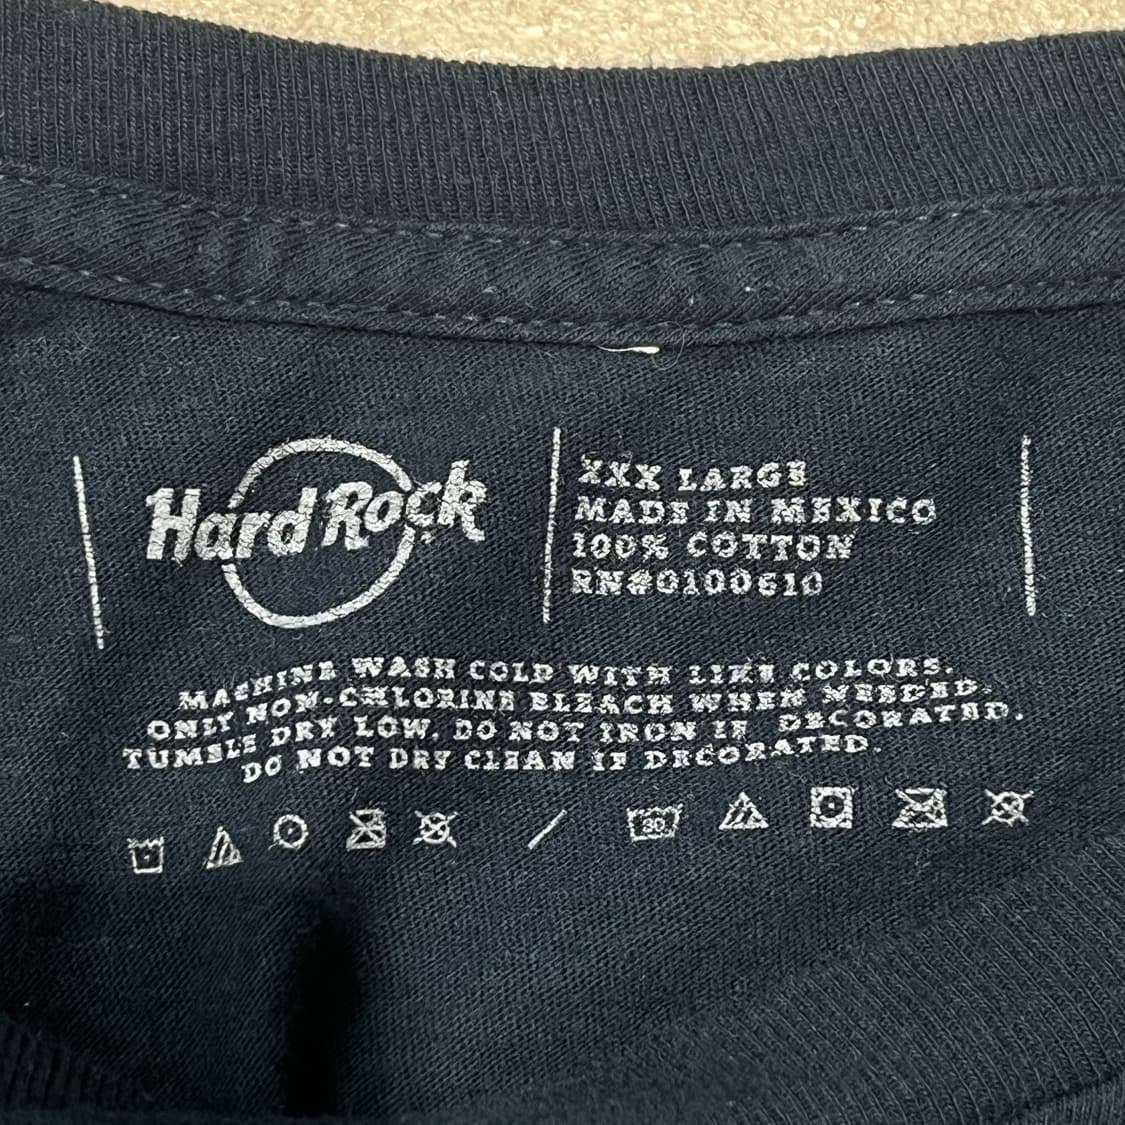 Hard Rock
XXX LARGE
MADE IN MEXICO
100% COTTON
RN#0100610
MACHINE WASH COLD WITH LIKE COLORS.
ONLY NON-CHLORINE BLEACH WHEN NEEDED.
TUMBLE DRY LOW. DO NOT IRON IF DECORATED.
DO NOT DRY CLEAN IF DECORATED.
/
30